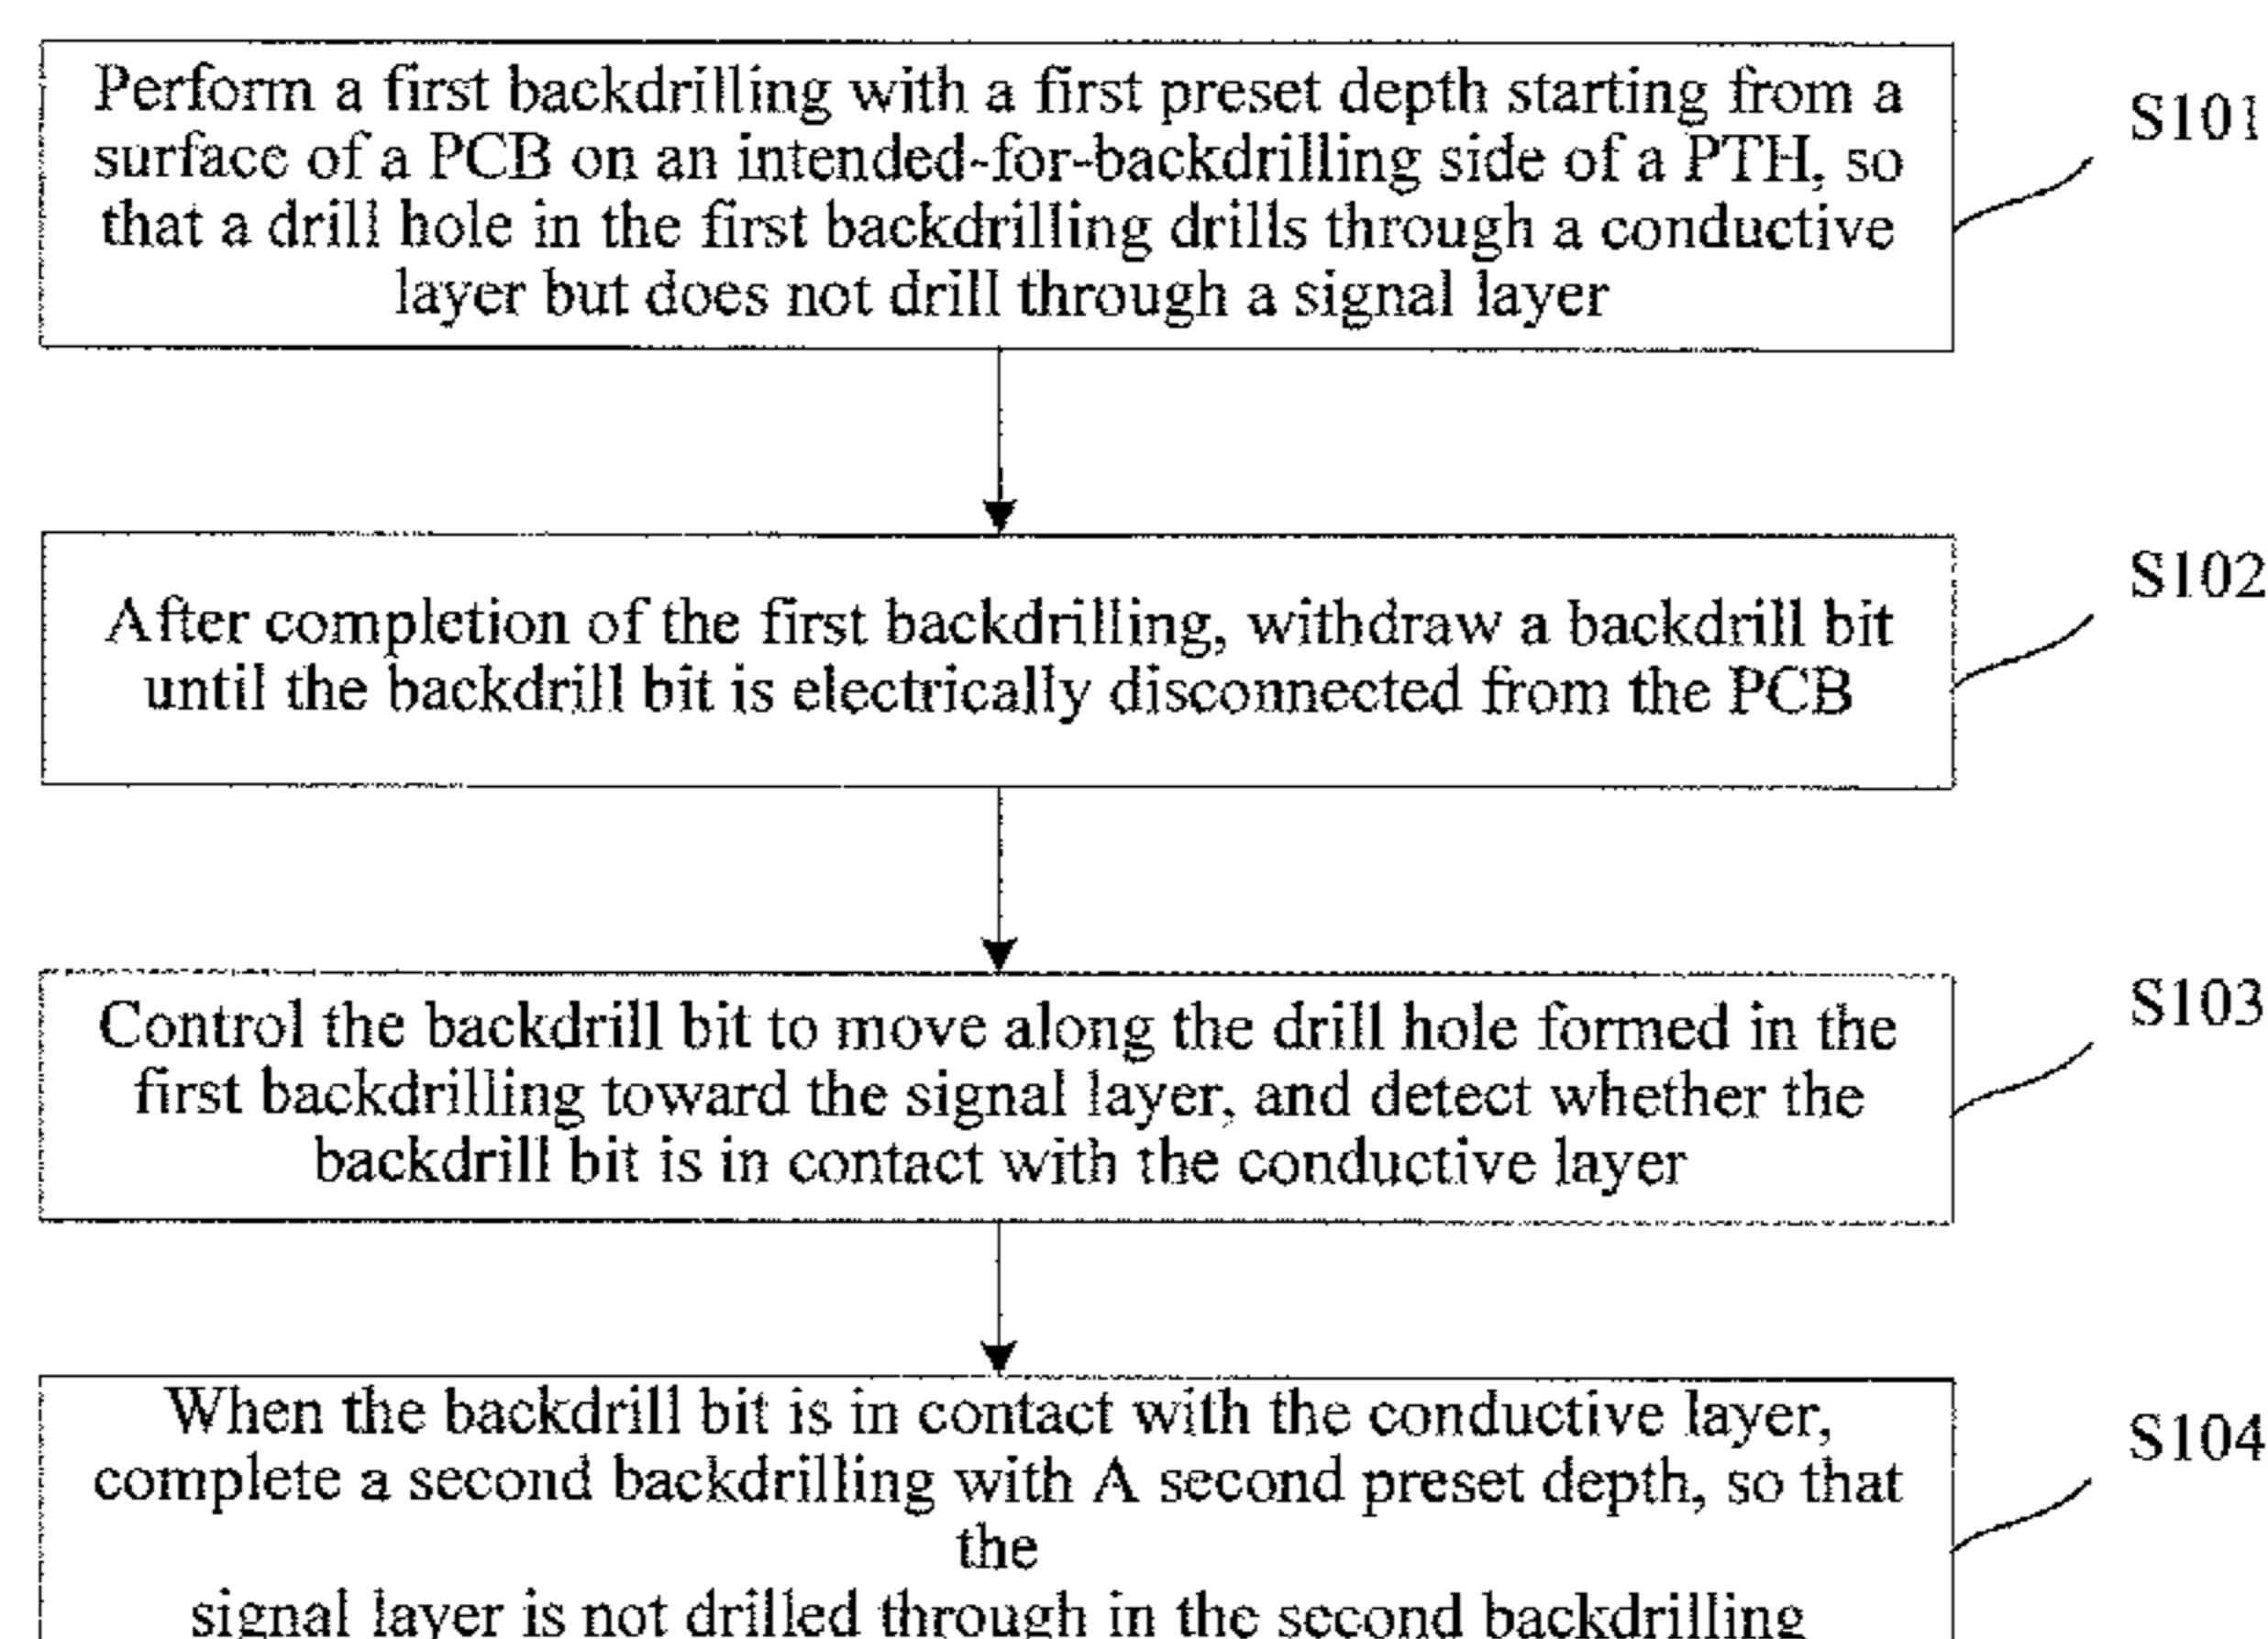 Perform a first backdrilling with a first preset depth starting from a
surface of a PCB on an intended-for-backdrilling side of a PTH, so
that a drill hole in the first backdrilling drills through a conductive
layer but does not drill through a signal layer
S101
After completion of the first backdrilling, withdraw a backdrill bit
until the backdrill bit is electrically disconnected from the PCB
S102
Control the backdrill bit to move along the drill hole formed in the
first backdrilling toward the signal layer, and detect whether the
backdrill bit is in contact with the conductive layer
S103
When the backdrill bit is in contact with the conductive layer,
complete a second backdrilling with A second preset depth, so that
the
signal layer is not drilled through in the second backdrilling
S104